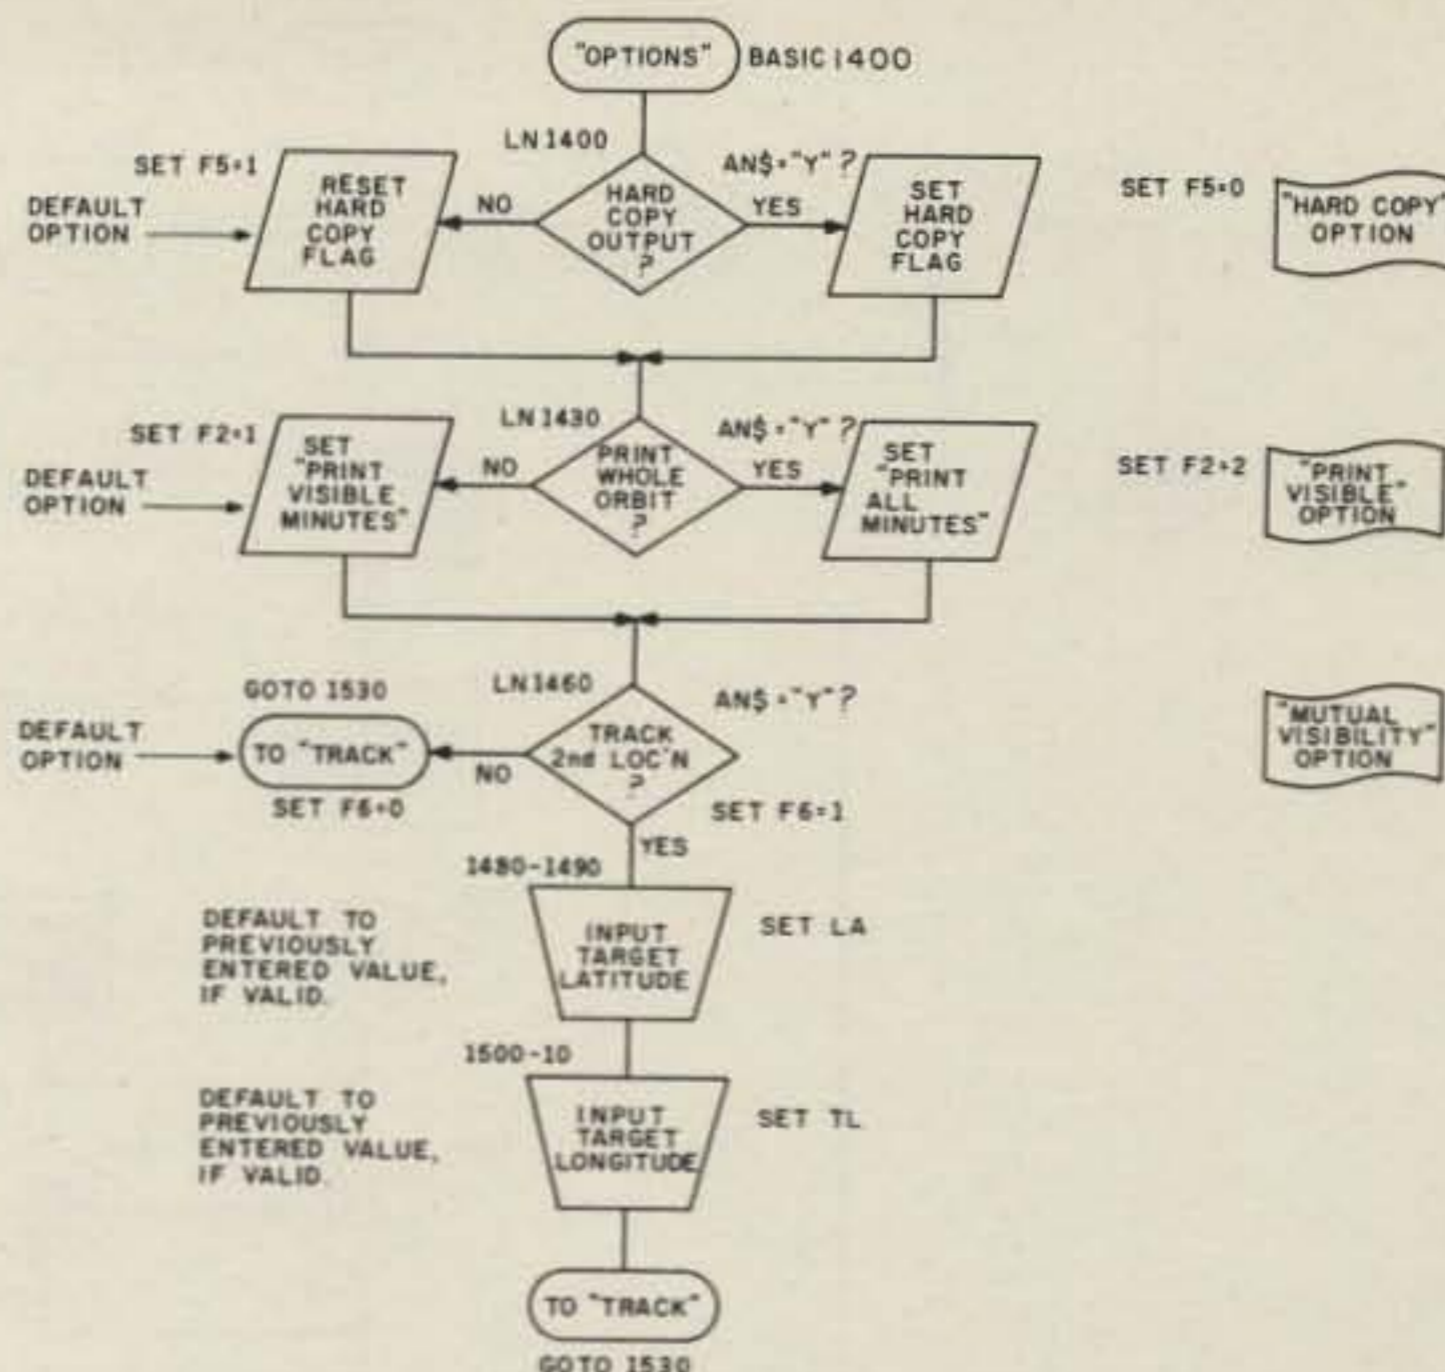 "OPTIONS"
BASIC 1400
LN 1400
SET F5=1
DEFAULT
OPTION
RESET
HARD
COPY
FLAG
NO
HARD
COPY
OUTPUT
?
AN$="Y"?
YES
SET
HARD
COPY
FLAG
SET F5=0
"HARD COPY"
OPTION
LN 1430
SET F2=1
DEFAULT
OPTION
SET
"PRINT
VISIBLE
MINUTES"
NO
PRINT
WHOLE
ORBIT
?
AN$="Y"?
YES
SET
"PRINT
ALL
MINUTES"
SET F2=2
"PRINT
VISIBLE"
OPTION
LN 1460
GOTO 1530
DEFAULT
OPTION
TO "TRACK"
SET F6=0
NO
TRACK
2nd LOC'N
?
AN$="Y"?
SET F6=1
YES
"MUTUAL
VISIBILITY"
OPTION
1480-1490
DEFAULT TO
PREVIOUSLY
ENTERED VALUE,
IF VALID.
INPUT
TARGET
LATITUDE
SET LA
1500-10
DEFAULT TO
PREVIOUSLY
ENTERED VALUE,
IF VALID.
INPUT
TARGET
LONGITUDE
SET TL
TO "TRACK"
GOTO 1530